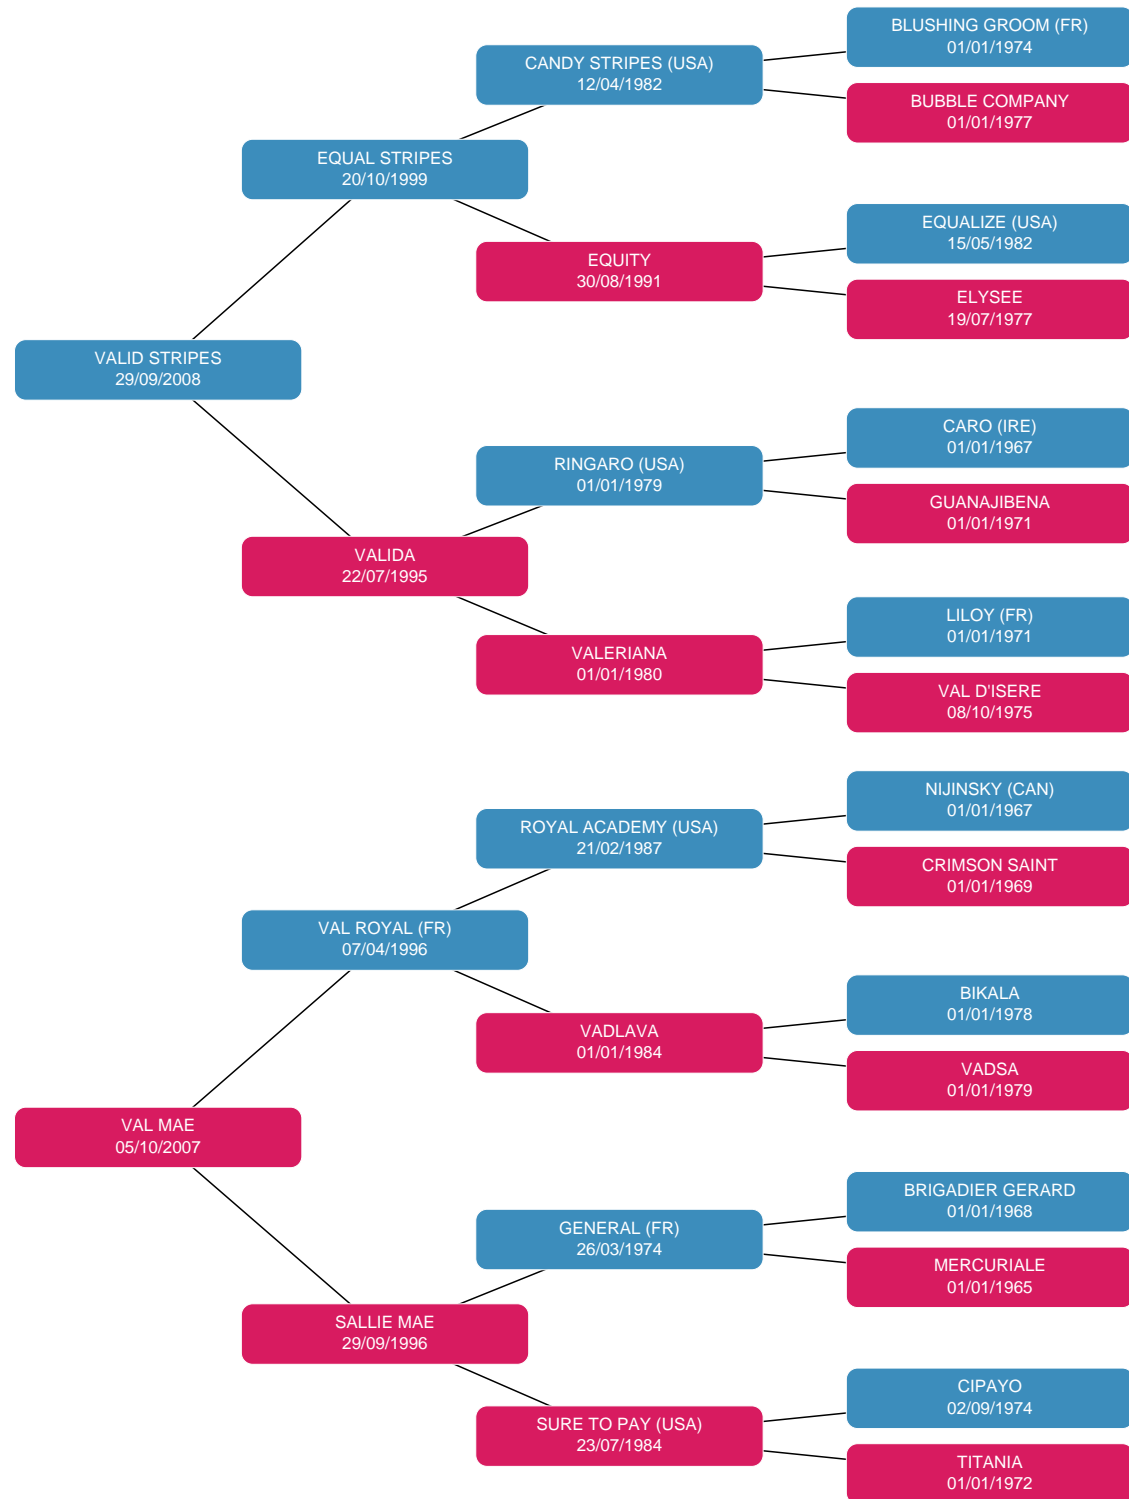 BLUSHING GROOM (FR)
01/01/1974
CANDY STRIPES (USA)
12/04/1982
BUBBLE COMPANY
01/01/1977
EQUAL STRIPES
20/10/1999
EQUALIZE (USA)
15/05/1982
EQUITY
30/08/1991
ELYSEE
19/07/1977
VALID STRIPES
29/09/2008
CARO (IRE)
01/01/1967
RINGARO (USA)
01/01/1979
GUANAJIBENA
01/01/1971
VALIDA
22/07/1995
LILOY (FR)
01/01/1971
VALERIANA
01/01/1980
VAL D'ISERE
08/10/1975
NIJINSKY (CAN)
01/01/1967
ROYAL ACADEMY (USA)
21/02/1987
CRIMSON SAINT
01/01/1969
VAL ROYAL (FR)
07/04/1996
BIKALA
01/01/1978
VADLAVA
01/01/1984
VADSA
01/01/1979
VAL MAE
05/10/2007
BRIGADIER GERARD
01/01/1968
GENERAL (FR)
26/03/1974
MERCURIALE
01/01/1965
SALLIE MAE
29/09/1996
CIPAYO
02/09/1974
SURE TO PAY (USA)
23/07/1984
TITANIA
01/01/1972